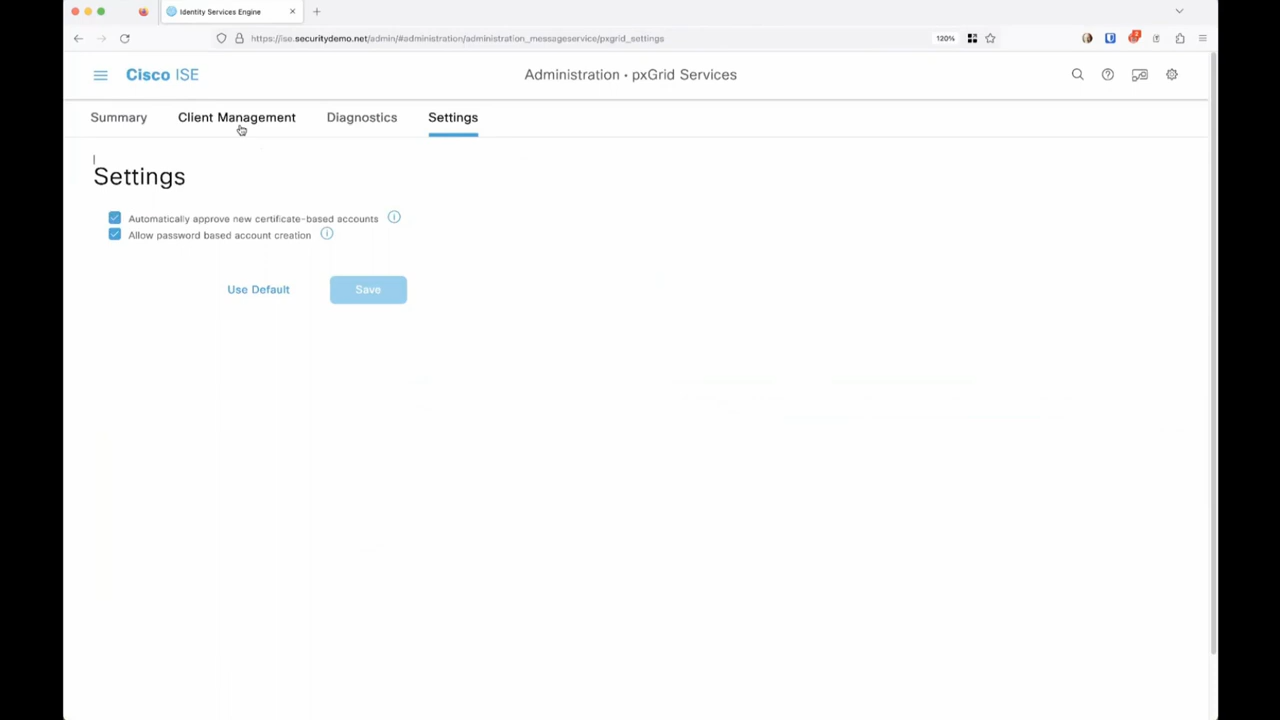 Identity Services Engine
https://ise.securitydemo.net/admin/#administration/administration_messageservice/pxgrid_settings
120%
2
Cisco ISE
Administration • pxGrid Services
Summary
Client Management
Diagnostics
Settings
Settings
Automatically approve new certificate-based accounts
Allow password based account creation
Use Default
Save